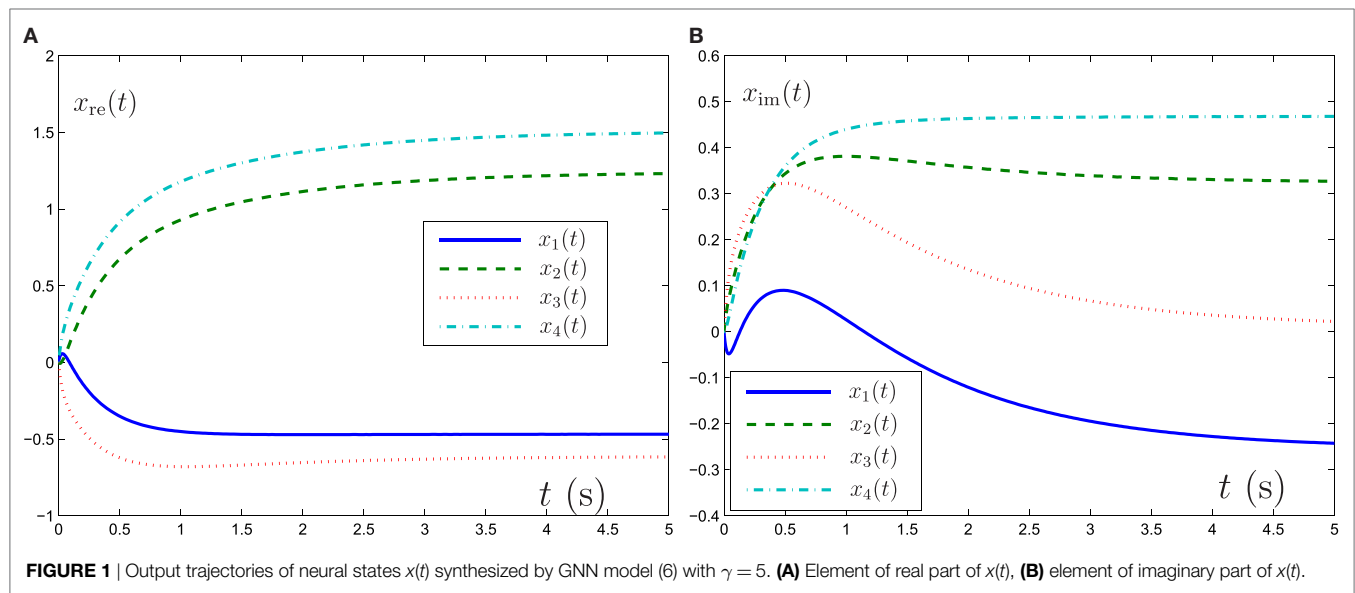 A
2
1.5
1
0.5
0
−0.5
−1
x_re(t)
x_1(t)
x_2(t)
x_3(t)
x_4(t)
t (s)
0 0.5 1 1.5 2 2.5 3 3.5 4 4.5 5
B
0.6
0.5
0.4
0.3
0.2
0.1
0
−0.1
−0.2
−0.3
−0.4
x_im(t)
x_1(t)
x_2(t)
x_3(t)
x_4(t)
t (s)
0 0.5 1 1.5 2 2.5 3 3.5 4 4.5 5
FIGURE 1 | Output trajectories of neural states x(t) synthesized by GNN model (6) with γ = 5. (A) Element of real part of x(t), (B) element of imaginary part of x(t).